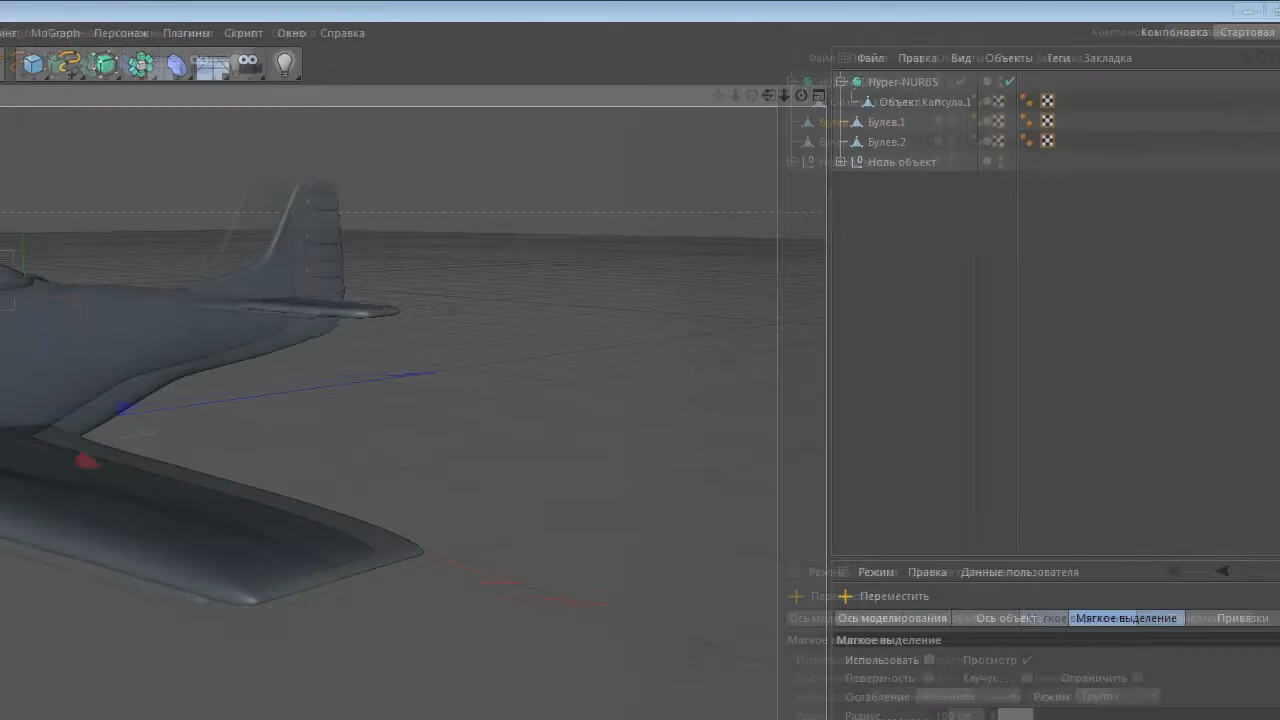 MoGraph Персонаж Плагины Скрипт Окно Справка
Компоновка Стартовая
Файл Правка Вид Объекты Теги Закладка
Hyper-NURBS
Объект Капсула.1
Булев.1
Булев.2
Ноль объект
Режим Правка Данные пользователя
Переместить
Ось моделирования Ось объекта Мягкое выделение Привязки
Мягкое выделение
Использовать Просмотр
Поверхность Каучук... Ограничить
Ослабление Режим Группа
Радиус 100